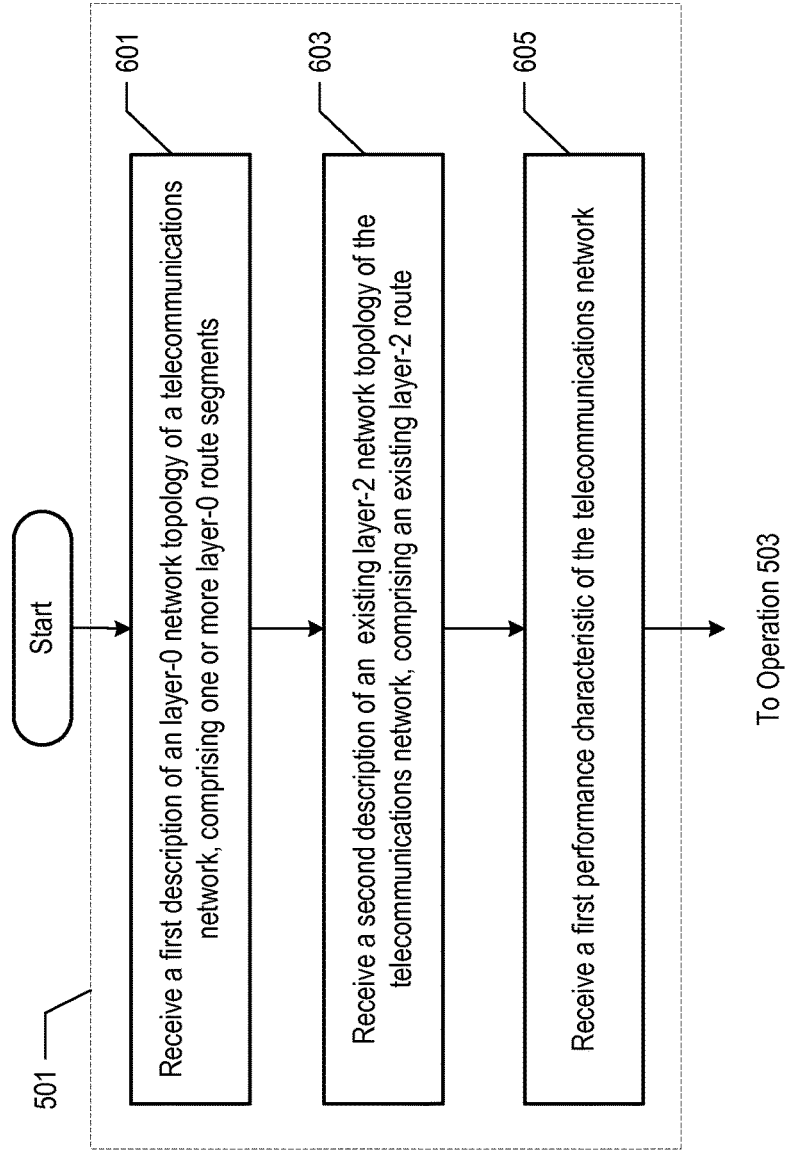 Start
501
601
Receive a first description of an layer-0 network topology of a telecommunications
network, comprising one or more layer-0 route segments
603
Receive a second description of an existing layer-2 network topology of the
telecommunications network, comprising an existing layer-2 route
605
Receive a first performance characteristic of the telecommunications network
To Operation 503